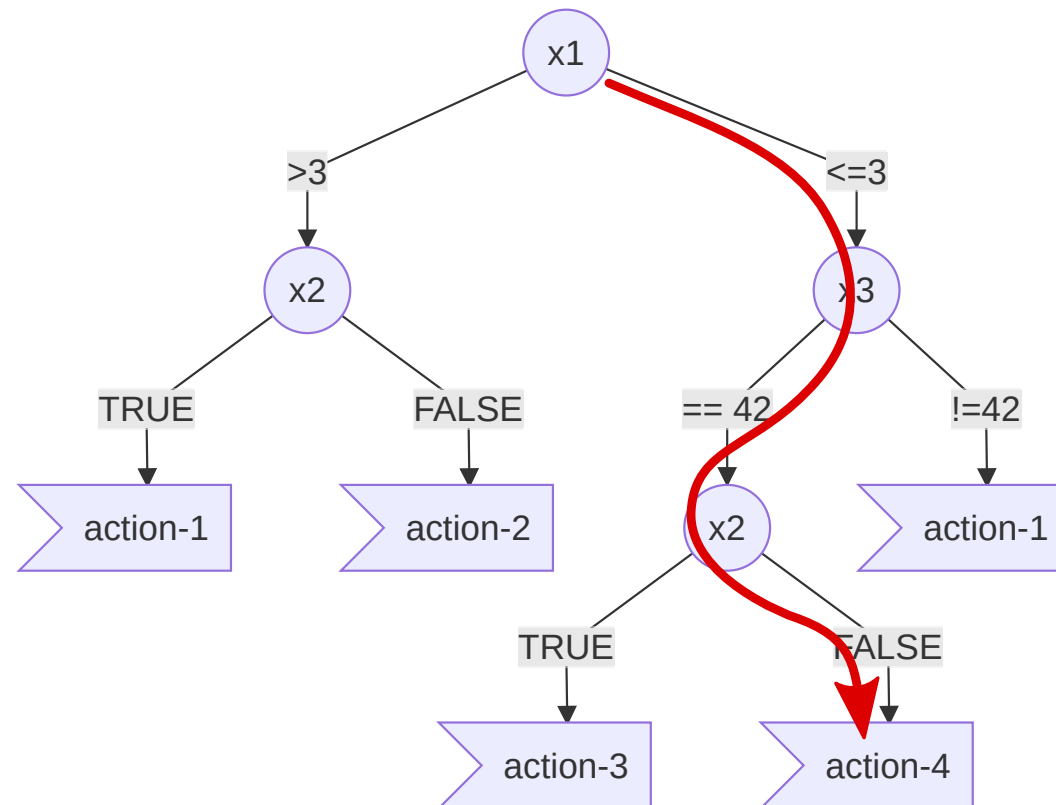 x1
>3
<=3
x2
x3
TRUE
FALSE
== 42
!=42
action-1
action-2
x2
action-1
TRUE
FALSE
action-3
action-4